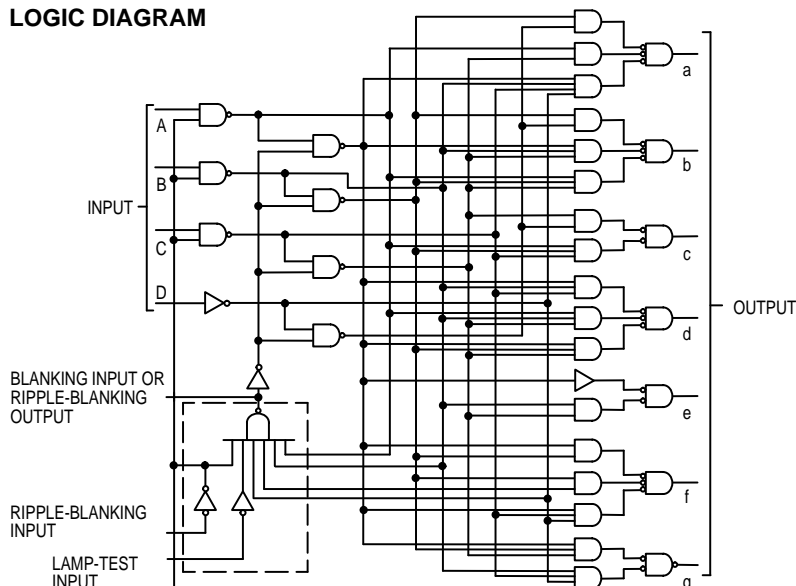 LOGIC DIAGRAM
a
A
b
B
INPUT
C
c
D
OUTPUT
d
BLANKING INPUT OR
RIPPLE-BLANKING
OUTPUT
e
f
RIPPLE-BLANKING
INPUT
LAMP-TEST
INPUT
g